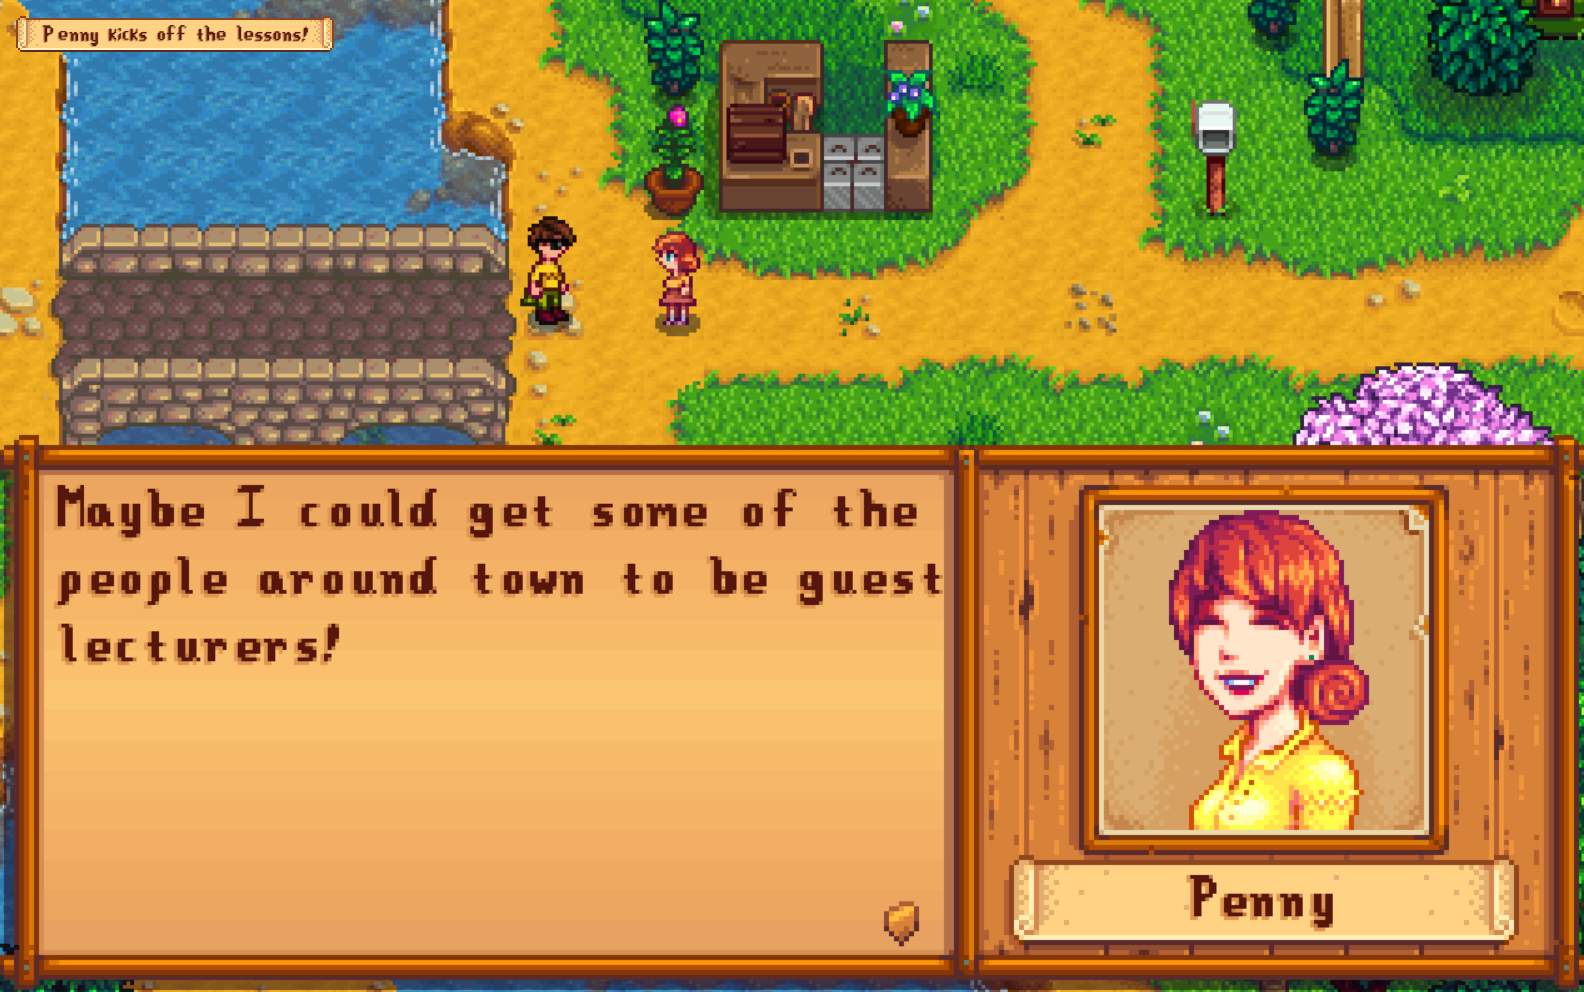 Penny kicks off the lessons!
Maybe I could get some of the
people around town to be guest
lecturers!
Penny